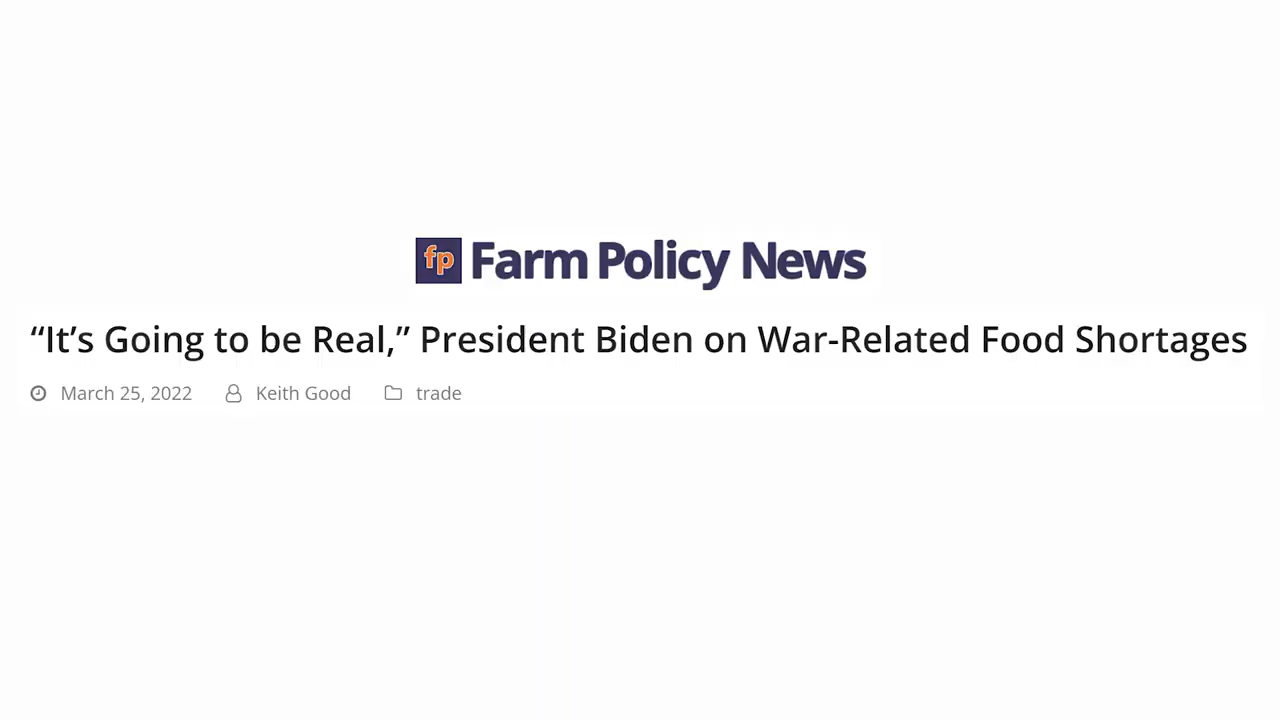 fp Farm Policy News
“It’s Going to be Real,” President Biden on War-Related Food Shortages
March 25, 2022 Keith Good trade